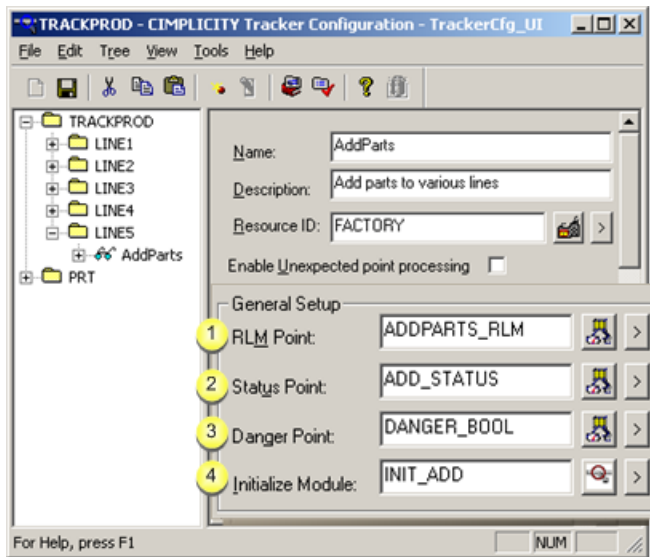 TRACKPROD - CIMPLICITY Tracker Configuration - TrackerCfg_UI
File Edit Tree View Tools Help
TRACKPROD
LINE1
LINE2
LINE3
LINE4
LINE5
AddParts
PRT
Name: AddParts
Description: Add parts to various lines
Resource ID: FACTORY
Enable Unexpected point processing
General Setup
1 RLM Point: ADDPARTS_RLM
2 Status Point: ADD_STATUS
3 Danger Point: DANGER_BOOL
4 Initialize Module: INIT_ADD
For Help, press F1 NUM